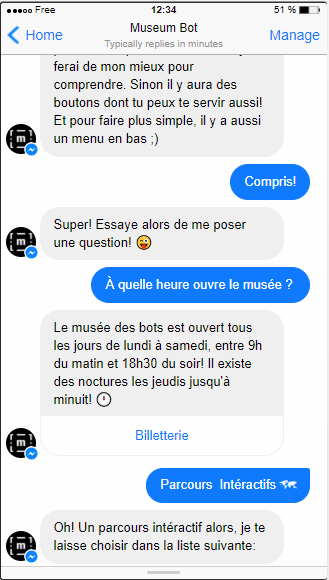 Free 12:34 51 %
Home Museum Bot Manage
Typically replies in minutes
ferai de mon mieux pour
comprendre. Sinon il y aura des
boutons dont tu peux te servir aussi!
Et pour faire plus simple, il y a aussi
un menu en bas ;)
Compris!
Super! Essaye alors de me poser
une question! 😜
À quelle heure ouvre le musée ?
Le musée des bots est ouvert tous
les jours de lundi à samedi, entre 9h
du matin et 18h30 du soir! Il existe
des noctures les jeudis jusqu'à
minuit! 🕛
Billetterie
Parcours Intéractifs 🗺
Oh! Un parcours intéractif alors, je te
laisse choisir dans la liste suivante: